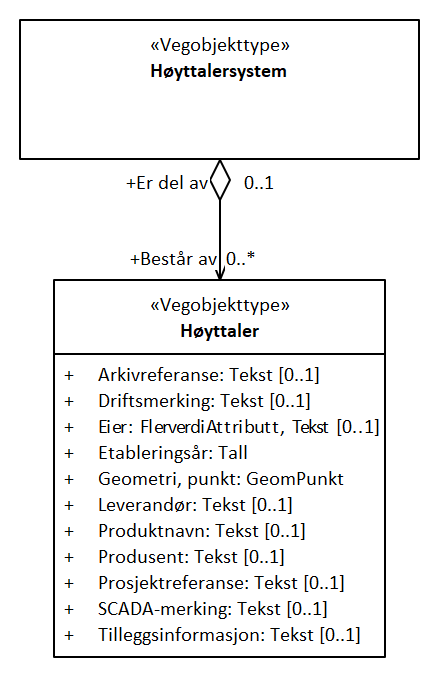 «Vegobjekttype»
Høyttalersystem
+Er del av 0..1
+Består av 0..*
«Vegobjekttype»
Høyttaler
+ Arkivreferanse: Tekst [0..1]
+ Driftsmerking: Tekst [0..1]
+ Eier: FlerverdiAttributt, Tekst [0..1]
+ Etableringsår: Tall
+ Geometri, punkt: GeomPunkt
+ Leverandør: Tekst [0..1]
+ Produktnavn: Tekst [0..1]
+ Produsent: Tekst [0..1]
+ Prosjektreferanse: Tekst [0..1]
+ SCADA-merking: Tekst [0..1]
+ Tilleggsinformasjon: Tekst [0..1]